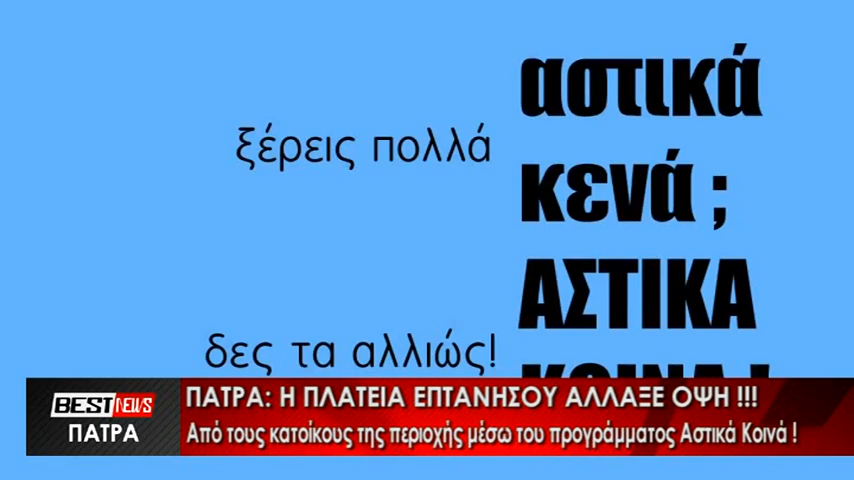 αστικά
ξέρεις πολλά
κενά ;
ΑΣΤΙΚΑ
δες τα αλλιώς!
ΚΟΙΝΑ !
BEST NEWS
ΠΑΤΡΑ: Η ΠΛΑΤΕΙΑ ΕΠΤΑΝΗΣΟΥ ΑΛΛΑΞΕ ΟΨΗ !!!
ΠΑΤΡΑ
Από τους κατοίκους της περιοχής μέσω του προγράμματος Αστικά Κοινά !